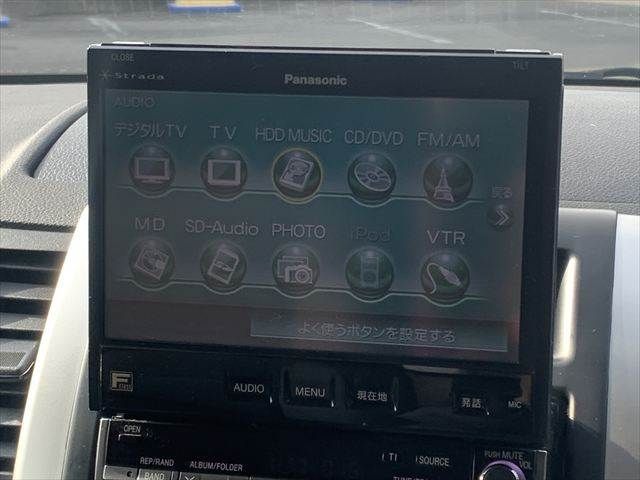 CLOSE
TILT
Strada
Panasonic
AUDIO
デジタルTV TV HDD MUSIC CD/DVD FM/AM
戻る
MD SD-Audio PHOTO iPod VTR
よく使うボタンを設定する
F
AUDIO MENU 現在地 発話 MIC
OPEN
REP/RAND ALBUM/FOLDER
BAND
SOURCE
PUSH MUTE
VOL